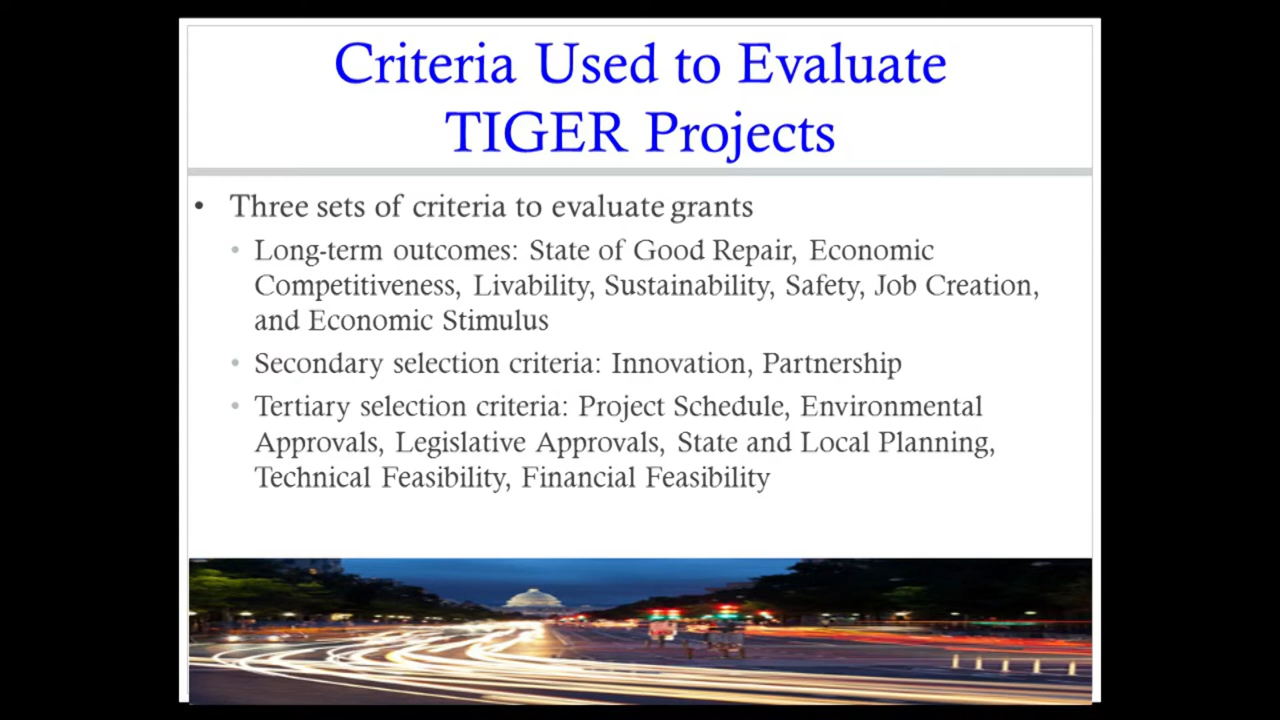 Criteria Used to Evaluate
TIGER Projects
• Three sets of criteria to evaluate grants
• Long-term outcomes: State of Good Repair, Economic
Competitiveness, Livability, Sustainability, Safety, Job Creation,
and Economic Stimulus
• Secondary selection criteria: Innovation, Partnership
• Tertiary selection criteria: Project Schedule, Environmental
Approvals, Legislative Approvals, State and Local Planning,
Technical Feasibility, Financial Feasibility